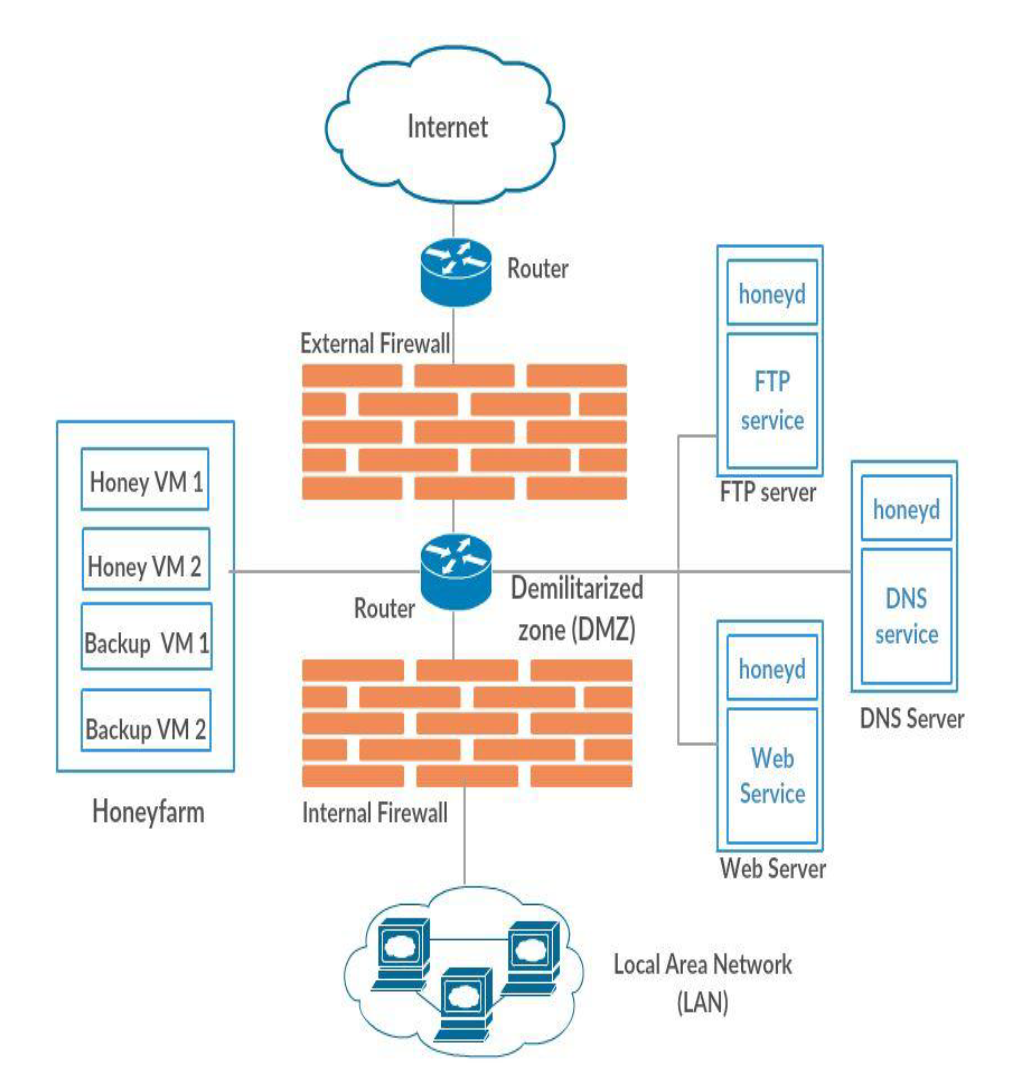 Internet
Router
External Firewall
honeyd
FTP
service
FTP server
Honey VM 1
Honey VM 2
Backup VM 1
Backup VM 2
Honeyfarm
Router
Demilitarized
zone (DMZ)
honeyd
DNS
service
DNS Server
honeyd
Web
Service
Web Server
Internal Firewall
Local Area Network
(LAN)